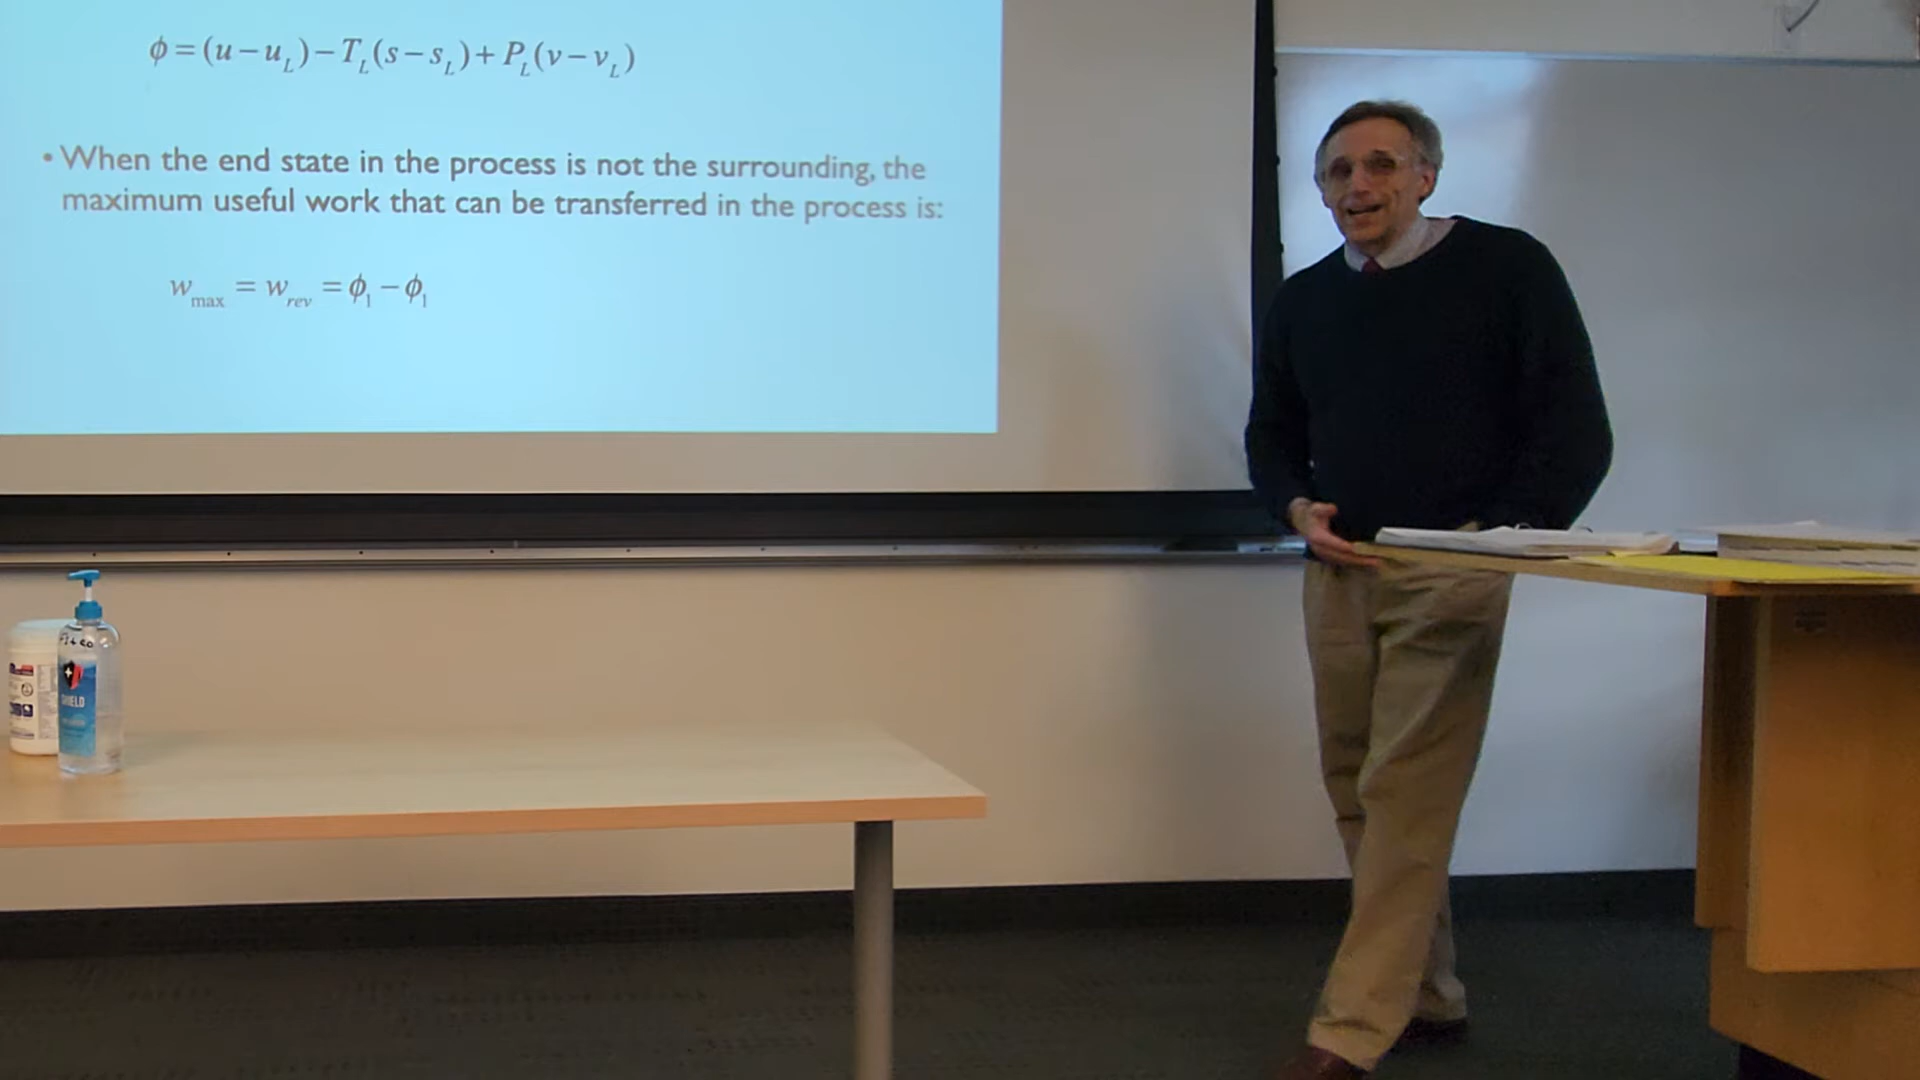 ϕ=(u−u_L)−T_L(s−s_L)+P_L(v−v_L)
• When the end state in the process is not the surrounding, the
maximum useful work that can be transferred in the process is:
w_max = w_rev = ϕ_1 − ϕ_1
SHIELD